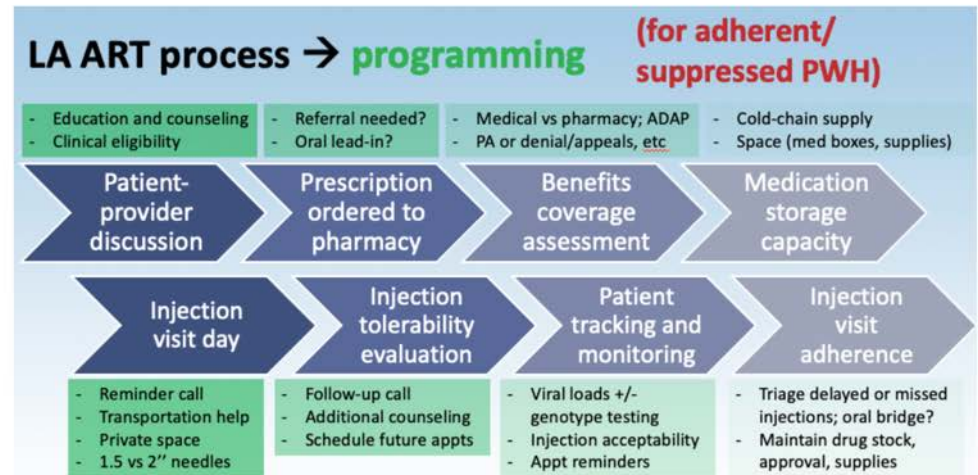 LA ART process → programming
(for adherent/
suppressed PWH)
- Education and counseling
- Clinical eligibility
- Referral needed?
- Oral lead-in?
- Medical vs pharmacy; ADAP
- PA or denial/appeals, etc
- Cold-chain supply
- Space (med boxes, supplies)
Patient-
provider
discussion
Prescription
ordered to
pharmacy
Benefits
coverage
assessment
Medication
storage
capacity
Injection
visit day
Injection
tolerability
evaluation
Patient
tracking and
monitoring
Injection
visit
adherence
- Reminder call
- Transportation help
- Private space
- 1.5 vs 2’’ needles
- Follow-up call
- Additional counseling
- Schedule future appts
- Viral loads +/-
genotype testing
- Injection acceptability
- Appt reminders
- Triage delayed or missed
injections; oral bridge?
- Maintain drug stock,
approval, supplies